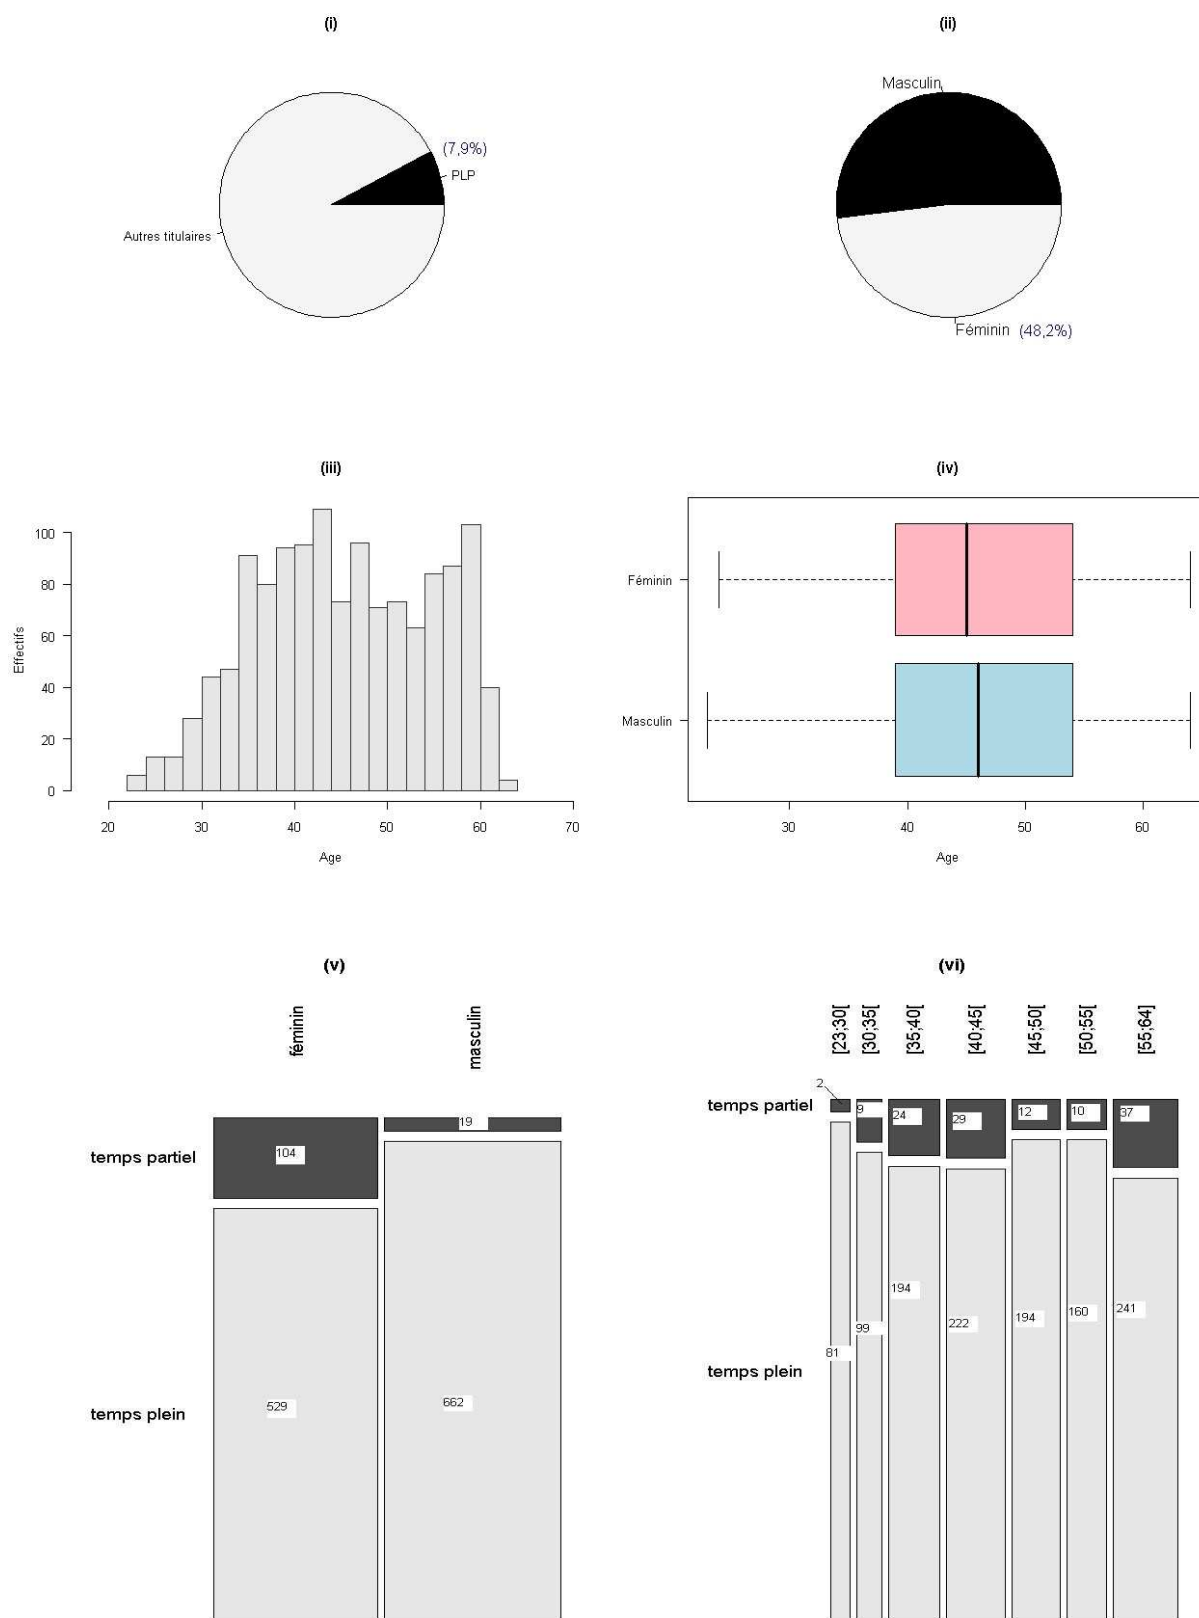 (i)
(7,9%)
PLP
Autres titulaires
(ii)
Masculin
Féminin (48,2%)
(iii)
100
80
60
40
20
0
Effectifs
20 30 40 50 60 70
Age
(iv)
Féminin
Masculin
30 40 50 60
Age
(v)
féminin masculin
temps partiel
104 19
temps plein
529 662
(vi)
[23;30[ [30;35[ [35;40[ [40;45[ [45;50[ [50;55[ [55;64]
temps partiel
2 9 24 29 12 10 37
temps plein
81 99 194 222 194 160 241